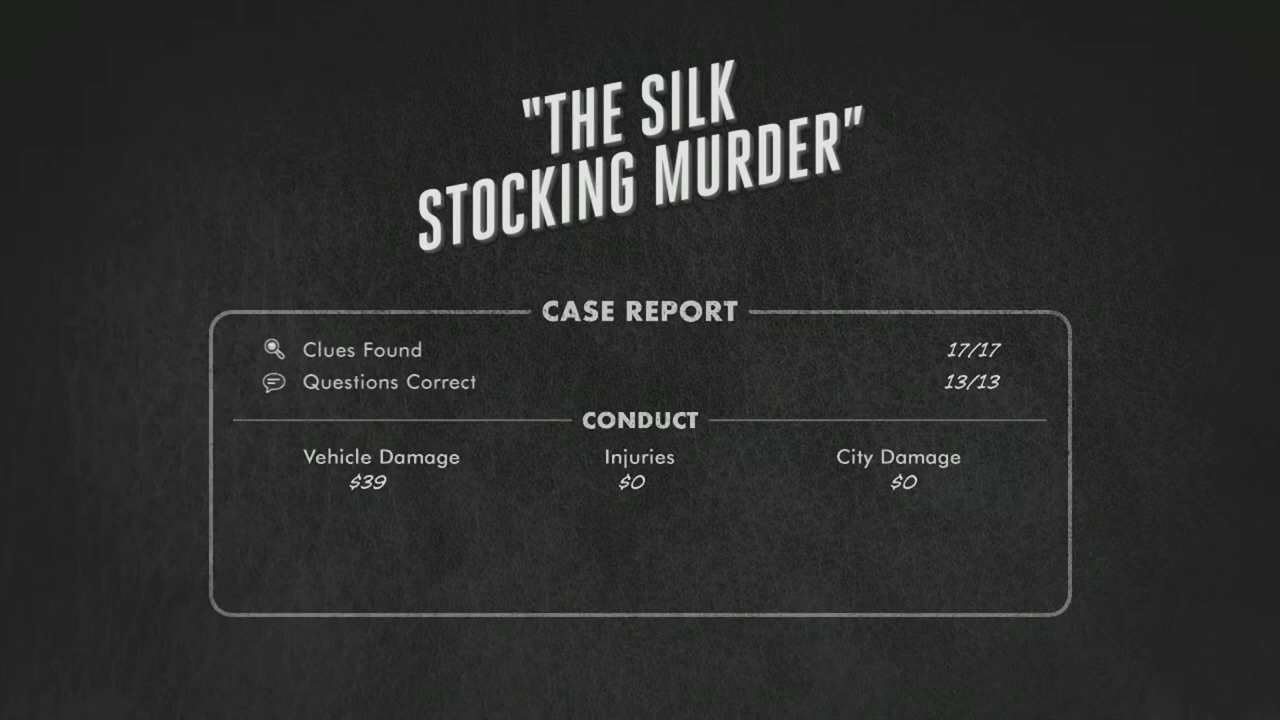 "THE SILK
STOCKING MURDER"
CASE REPORT
Clues Found 17/17
Questions Correct 13/13
CONDUCT
Vehicle Damage Injuries City Damage
$39 $0 $0